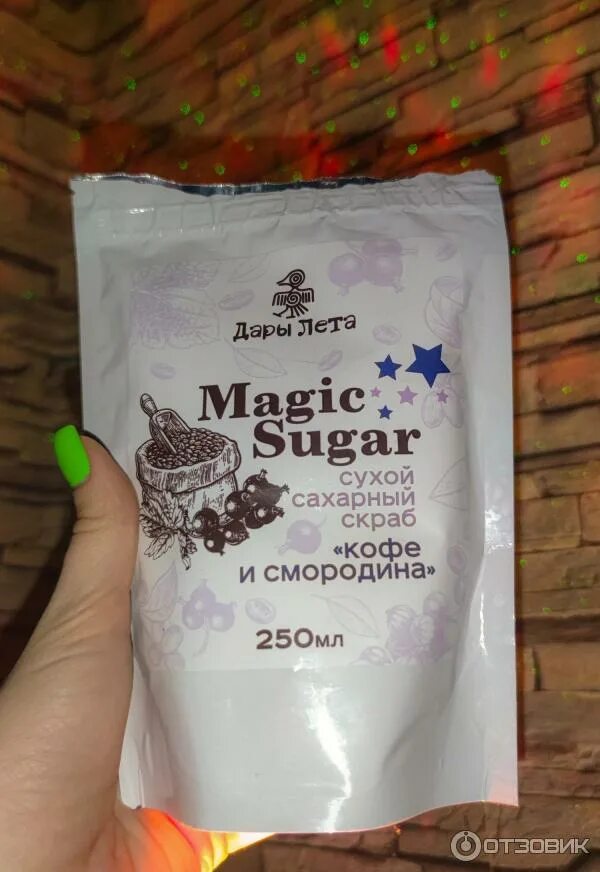 Дары Лета
Magic
Sugar
сухой
сахарный
скраб
«кофе
и смородина»
250мл
ОТЗОВИК